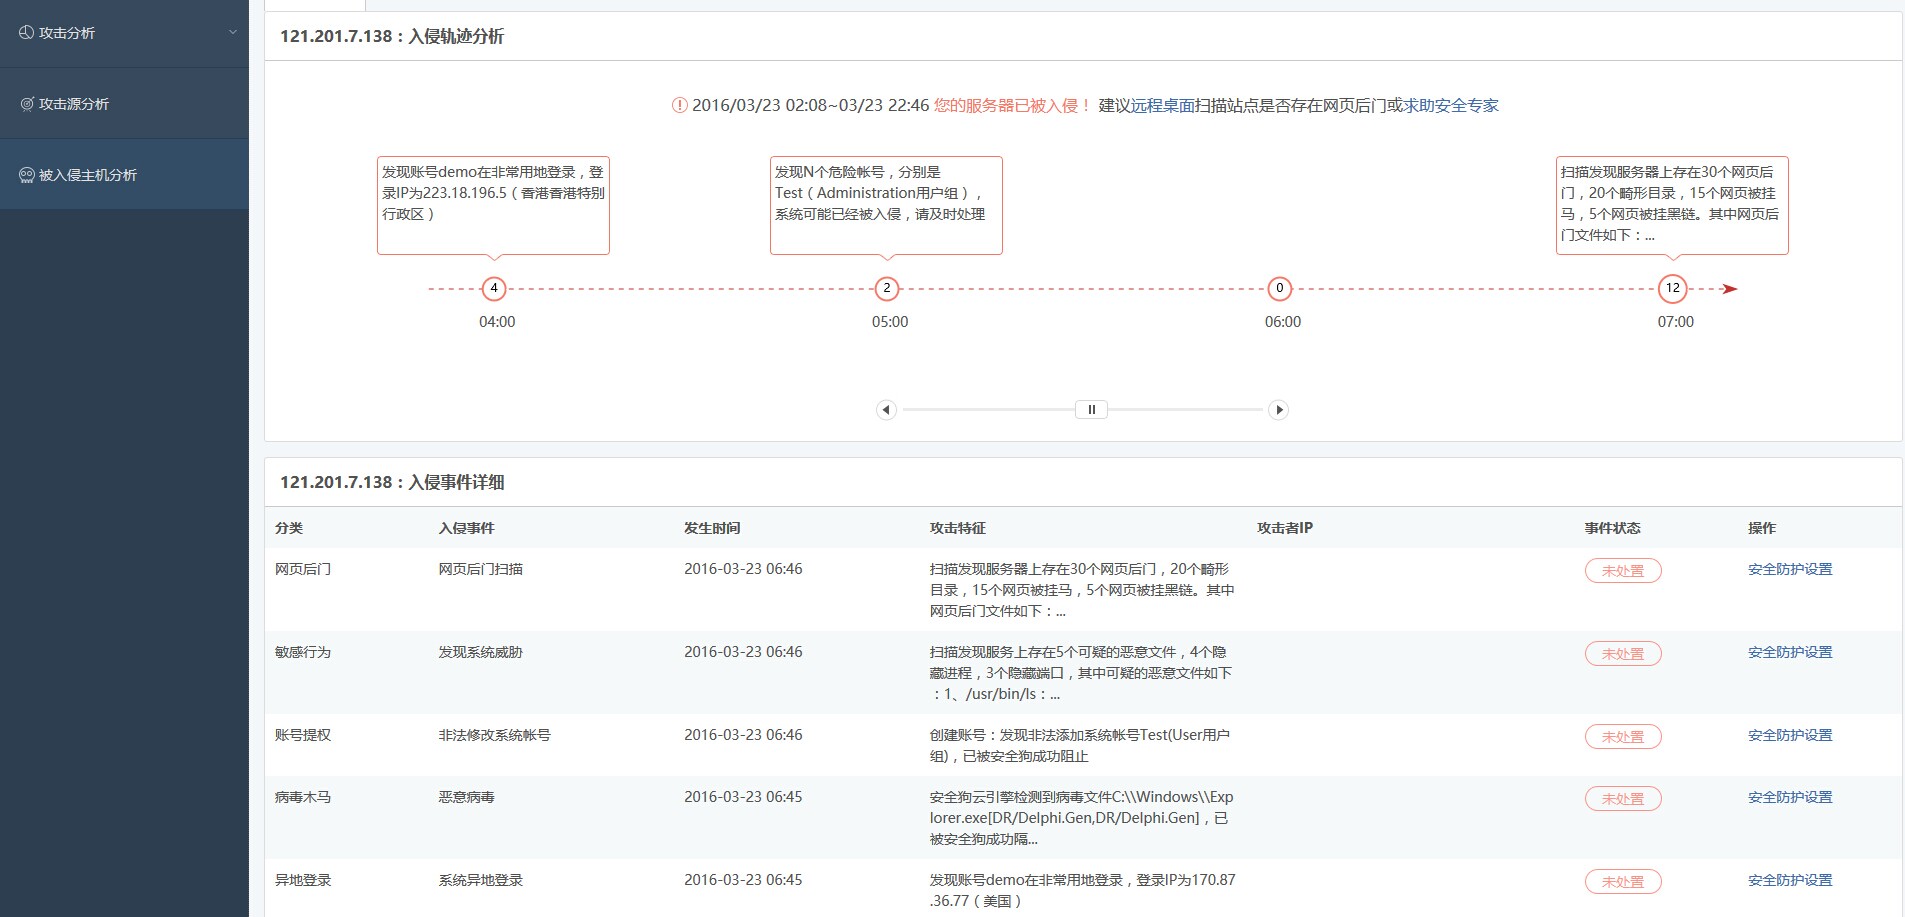 攻击分析
攻击源分析
被入侵主机分析
121.201.7.138：入侵轨迹分析
2016/03/23 02:08~03/23 22:46 您的服务器已被入侵！ 建议远程桌面扫描站点是否存在网页后门或求助安全专家
发现账号demo在非常用地登录，登
录IP为223.18.196.5（香港香港特别
行政区）
发现N个危险帐号，分别是
Test（Administration用户组），
系统可能已经被入侵，请及时处理
扫描发现服务器上存在30个网页后
门，20个畸形目录，15个网页被挂
马，5个网页被挂黑链。其中网页后
门文件如下：...
4
2
0
12
04:00
05:00
06:00
07:00
121.201.7.138：入侵事件详细
分类 入侵事件 发生时间 攻击特征 攻击者IP 事件状态 操作
网页后门 网页后门扫描 2016-03-23 06:46 扫描发现服务器上存在30个网页后门，20个畸形 未处置 安全防护设置
目录，15个网页被挂马，5个网页被挂黑链。其中
网页后门文件如下：...
敏感行为 发现系统威胁 2016-03-23 06:46 扫描发现服务上存在5个可疑的恶意文件，4个隐 未处置 安全防护设置
藏进程，3个隐藏端口，其中可疑的恶意文件如下
：1、/usr/bin/ls：...
账号提权 非法修改系统帐号 2016-03-23 06:46 创建账号：发现非法添加系统帐号Test(User用户 未处置 安全防护设置
组)，已被安全狗成功阻止
病毒木马 恶意病毒 2016-03-23 06:45 安全狗云引擎检测到病毒文件C:\\Windows\\Exp 未处置 安全防护设置
lorer.exe[DR/Delphi.Gen,DR/Delphi.Gen]，已
被安全狗成功隔...
异地登录 系统异地登录 2016-03-23 06:45 发现账号demo在非常用地登录，登录IP为170.87 未处置 安全防护设置
.36.77（美国）